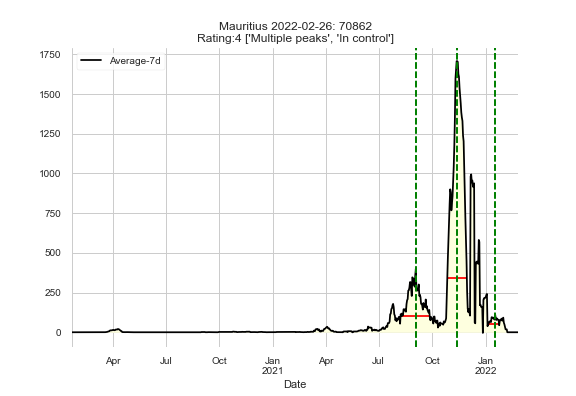 Mauritius 2022-02-26: 70862
Rating:4 ['Multiple peaks', 'In control']
Average-7d
1750
1500
1250
1000
750
500
250
0
Apr Jul Oct Jan Apr Jul Oct Jan
2021 2022
Date